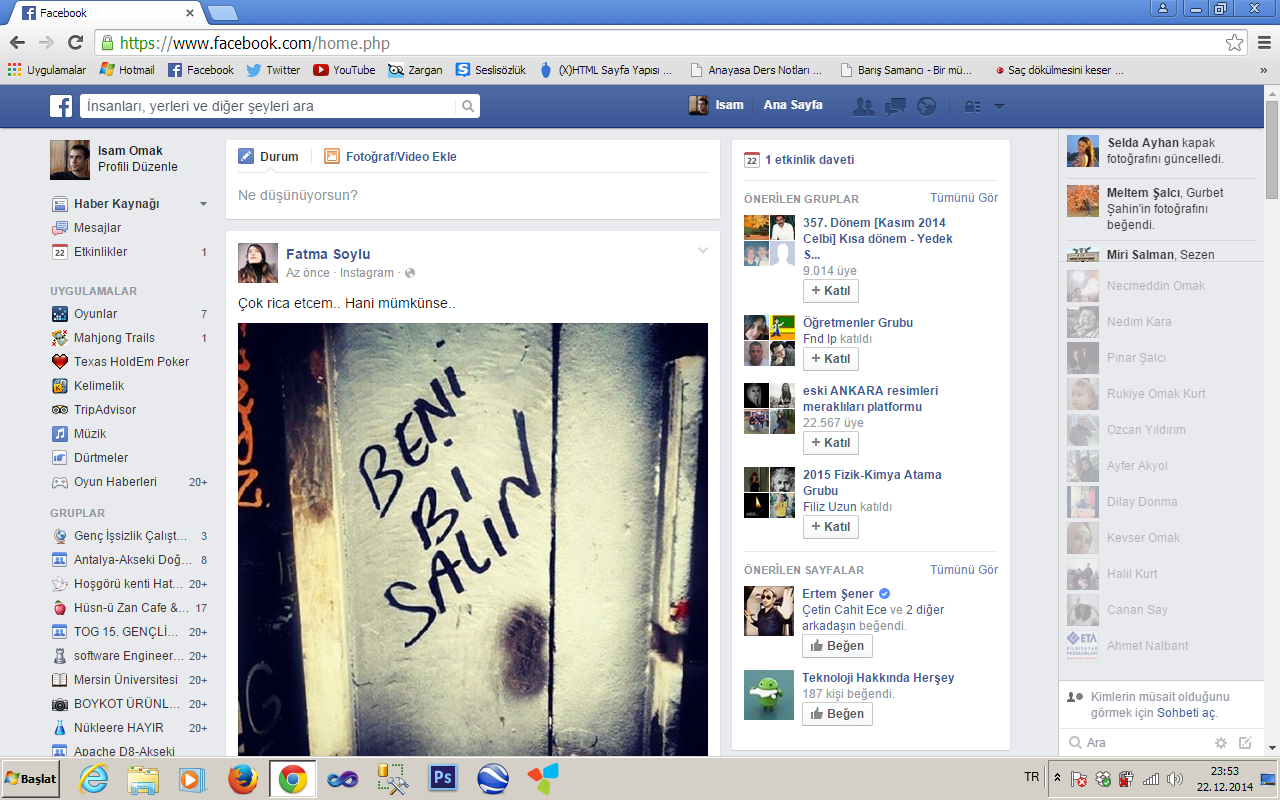 Facebook
https://www.facebook.com/home.php
Uygulamalar
Hotmail
Facebook
Twitter
YouTube
Zargan
Seslisözlük
(X)HTML Sayfa Yapısı ...
Anayasa Ders Notları ...
Barış Samancı - Bir mü...
Saç dökülmesini keser ...
»
İnsanları, yerleri ve diğer şeyleri ara
Isam
Ana Sayfa
Isam Omak
Profili Düzenle
Haber Kaynağı
Mesajlar
22 Etkinlikler 1
UYGULAMALAR
Oyunlar 7
Mahjong Trails 1
Texas HoldEm Poker
Kelimelik
TripAdvisor
Müzik
Dürtmeler
Oyun Haberleri 20+
GRUPLAR
Genç İşsizlik Çalışt... 3
Antalya-Akseki Doğ... 8
Hoşgörü kenti Hat... 20+
Hüsn-ü Zan Cafe &... 17
TOG 15. GENÇLİ... 20+
software Engineer... 20+
Mersin Üniversitesi 20+
BOYKOT ÜRÜNL... 20+
Nükleere HAYIR 20+
Apache D8-Akseki
Durum
Fotoğraf/Video Ekle
Ne düşünüyorsun?
Fatma Soylu
Az önce · Instagram ·
Çok rica etcem.. Hani mümkünse..
BENİ
Bİ
SALIN
22 1 etkinlik daveti
ÖNERİLEN GRUPLAR Tümünü Gör
357. Dönem [Kasım 2014
Celbi] Kısa dönem - Yedek
S...
9.014 üye
+ Katıl
Öğretmenler Grubu
Fnd Ip katıldı
+ Katıl
eski ANKARA resimleri
meraklıları platformu
22.567 üye
+ Katıl
2015 Fizik-Kimya Atama
Grubu
Filiz Uzun katıldı
+ Katıl
ÖNERİLEN SAYFALAR Tümünü Gör
Ertem Şener
Çetin Cahit Ece ve 2 diğer
arkadaşın beğendi.
Beğen
Teknoloji Hakkında Herşey
187 kişi beğendi.
Beğen
Selda Ayhan kapak
fotoğrafını güncelledi.
Meltem Şalcı, Gurbet
Şahin'in fotoğrafını
beğendi.
Miri Salman, Sezen
Necmeddin Omak
Nedım Kara
Pınar Şalcı
Rukiye Omak Kurt
Ozcan Yıldırım
Ayfer Akyol
Dilay Donma
Kevser Omak
Halil Kurt
Canan Say
ETA
Ahmet Nalbant
Kimlerin müsait olduğunu
görmek için Sohbeti aç.
Ara
Başlat
Ps
TR
23:53
22.12.2014